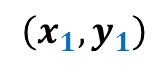 (x₁, y₁)